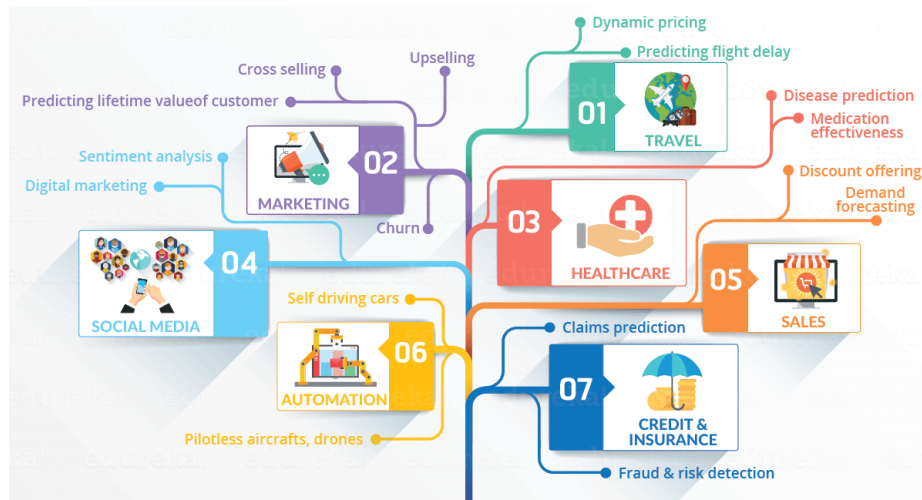 Dynamic pricing
Predicting flight delay
01
TRAVEL
Upselling
Cross selling
Predicting lifetime valueof customer
02
MARKETING
Churn
Disease prediction
Medication
effectiveness
03
HEALTHCARE
Sentiment analysis
Digital marketing
04
SOCIAL MEDIA
Discount offering
Demand
forecasting
05
SALES
Self driving cars
06
AUTOMATION
Pilotless aircrafts, drones
Claims prediction
07
CREDIT &
INSURANCE
Fraud & risk detection